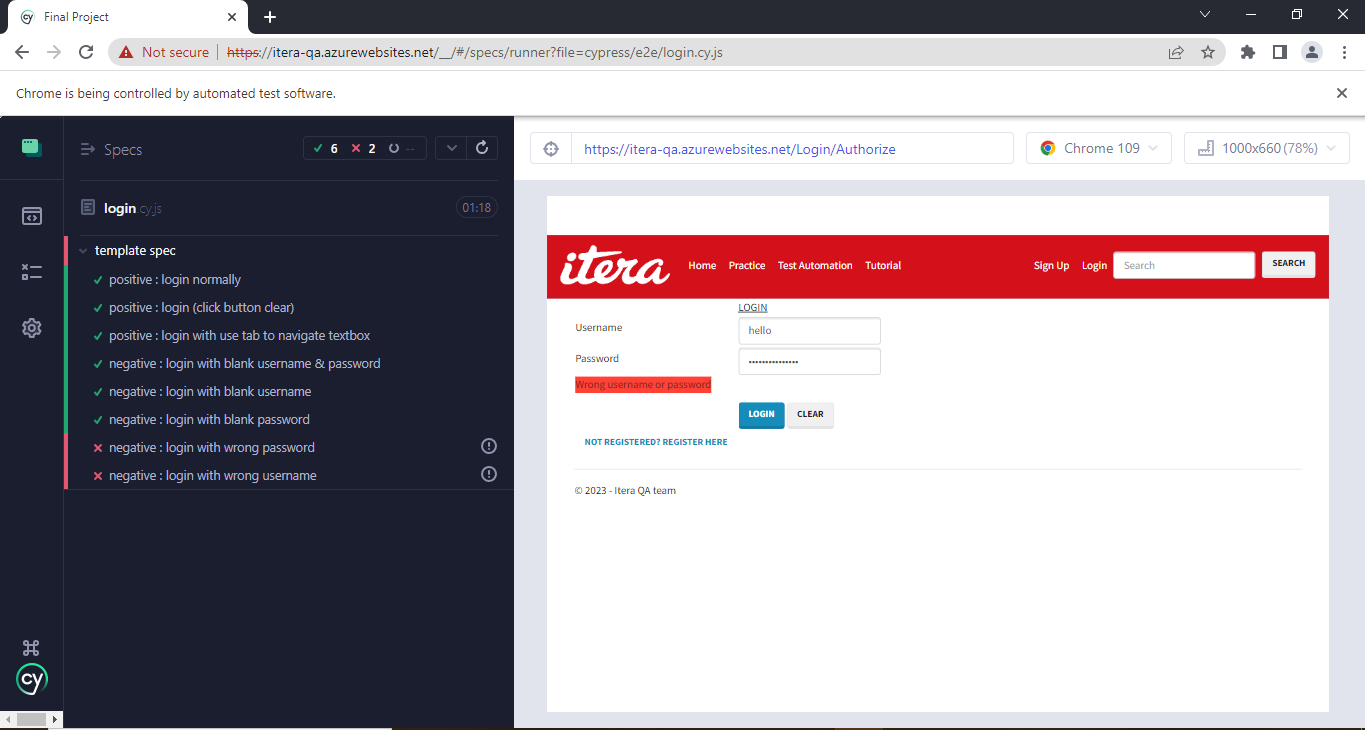 Final Project
Not secure https://itera-qa.azurewebsites.net/__/#/specs/runner?file=cypress/e2e/login.cy.js
Chrome is being controlled by automated test software.
Specs 6 2 --
login.cy.js 01:18
template spec
positive : login normally
positive : login (click button clear)
positive : login with use tab to navigate textbox
negative : login with blank username & password
negative : login with blank username
negative : login with blank password
negative : login with wrong password
negative : login with wrong username
cy
https://itera-qa.azurewebsites.net/Login/Authorize Chrome 109 1000x660 (78%)
itera Home Practice Test Automation Tutorial Sign Up Login Search SEARCH
LOGIN
Username hello
Password ···············
Wrong username or password
LOGIN CLEAR
NOT REGISTERED? REGISTER HERE
© 2023 - Itera QA team